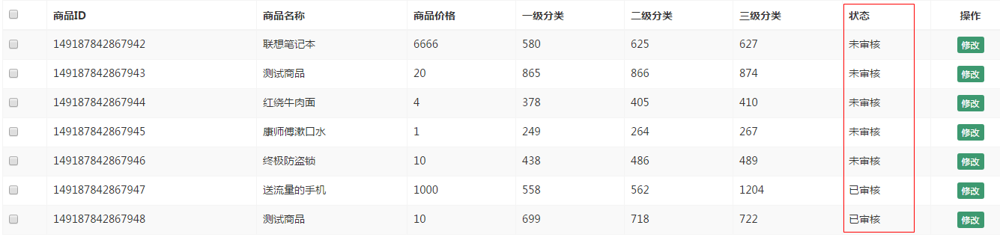 商品ID 商品名称 商品价格 一级分类 二级分类 三级分类 状态 操作
149187842867942 联想笔记本 6666 580 625 627 未审核 修改
149187842867943 测试商品 20 865 866 874 未审核 修改
149187842867944 红绕牛肉面 4 378 405 410 未审核 修改
149187842867945 康师傅漱口水 1 249 264 267 未审核 修改
149187842867946 终极防盗锁 10 438 486 489 未审核 修改
149187842867947 送流量的手机 1000 558 562 1204 已审核 修改
149187842867948 测试商品 10 699 718 722 已审核 修改